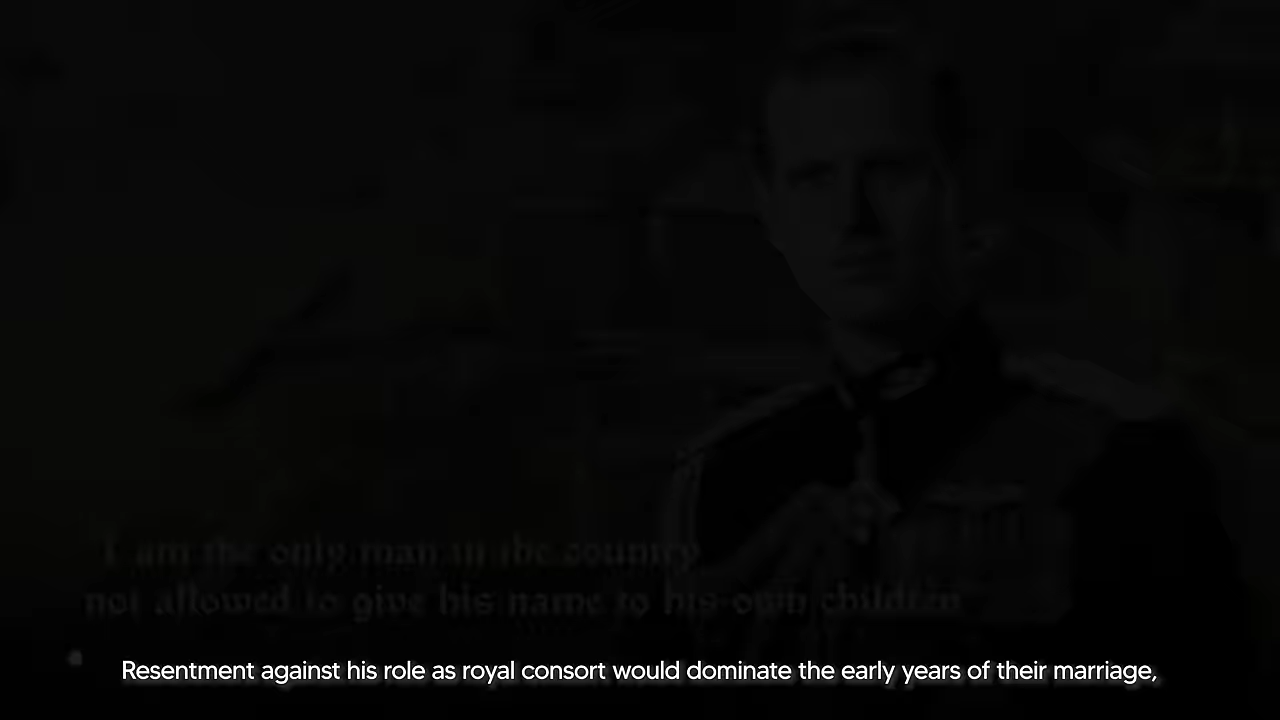 I am the only man in the country
not allowed to give his name to his own children
Resentment against his role as royal consort would dominate the early years of their marriage,